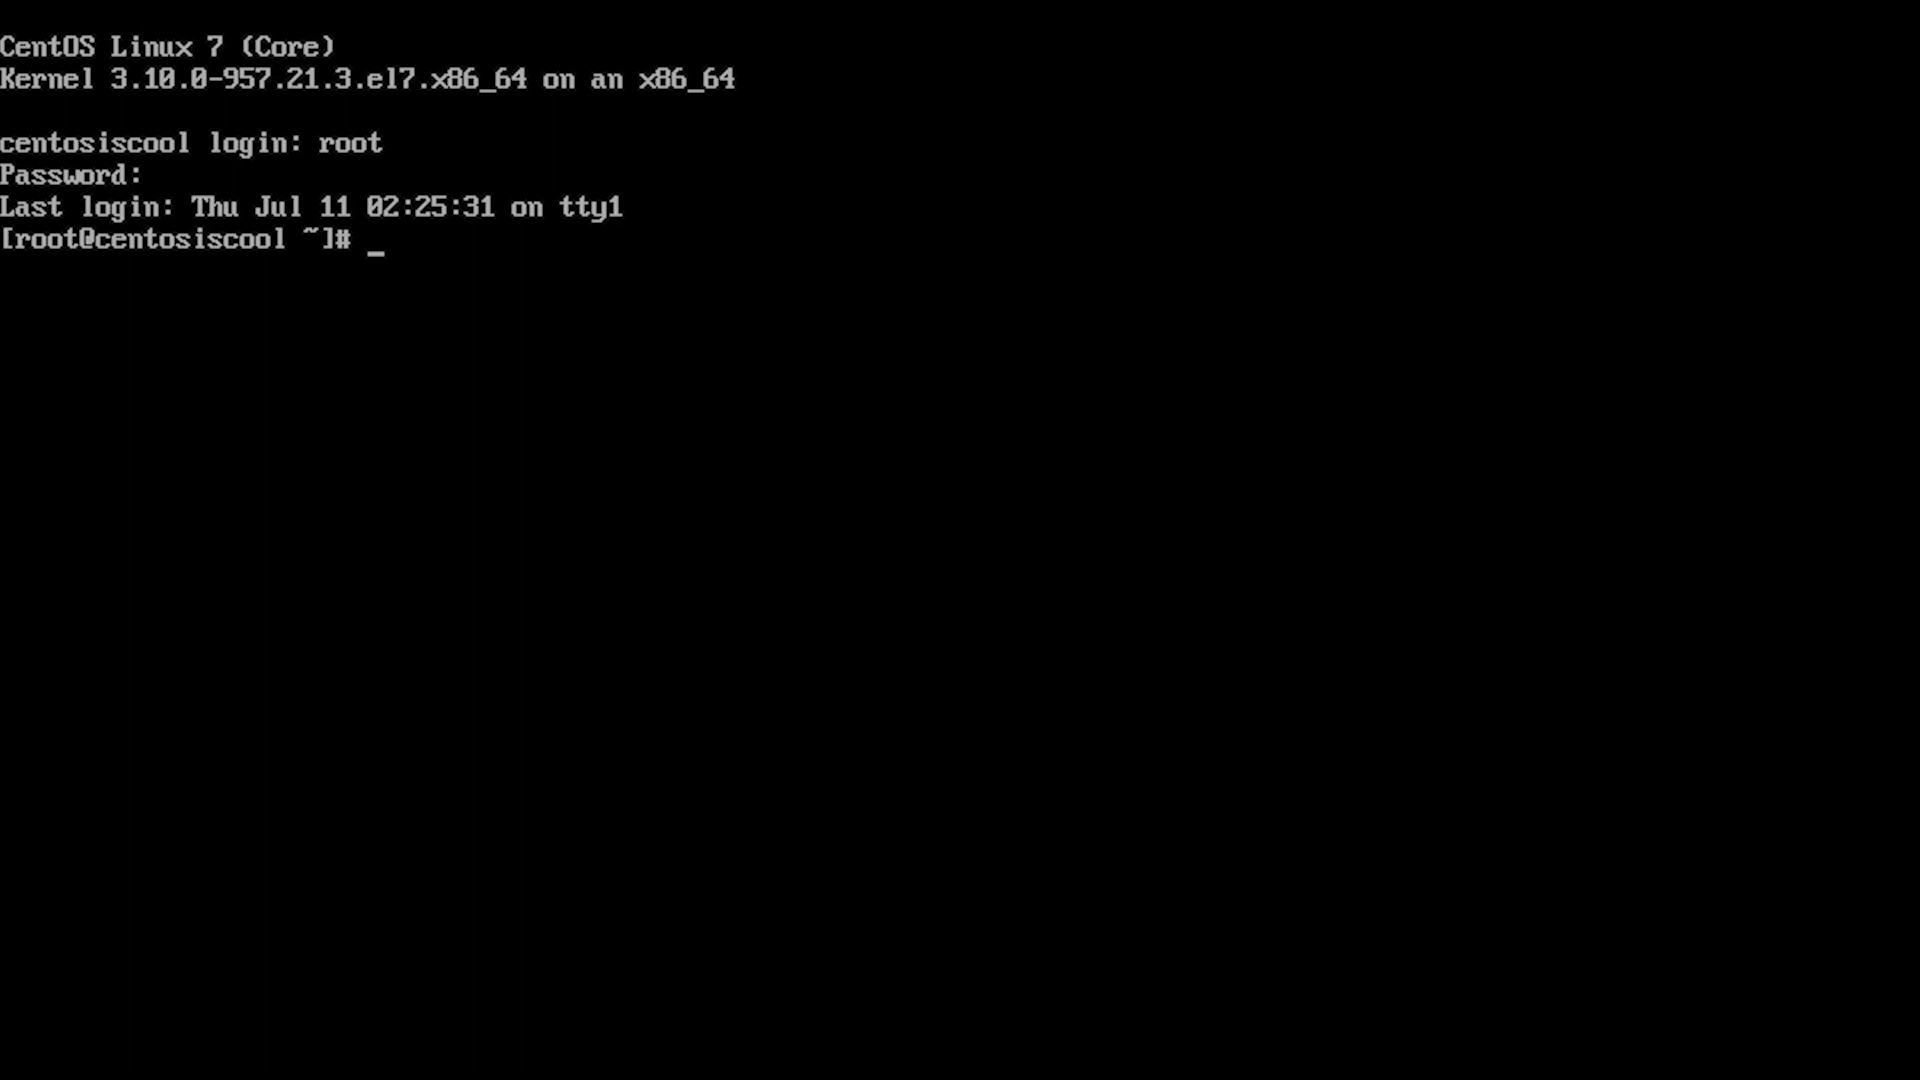 CentOS Linux 7 (Core)
Kernel 3.10.0-957.21.3.el7.x86_64 on an x86_64
centosiscool login: root
Password:
Last login: Thu Jul 11 02:25:31 on tty1
[root@centosiscool ~]# _